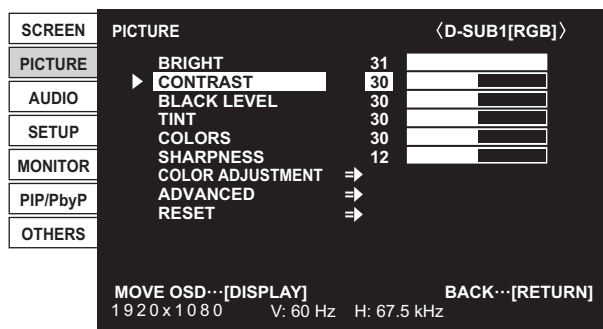 SCREEN
PICTURE
AUDIO
SETUP
MONITOR
PIP/PbyP
OTHERS
PICTURE 〈D-SUB1[RGB]〉
BRIGHT 31
CONTRAST 30
BLACK LEVEL 30
TINT 30
COLORS 30
SHARPNESS 12
COLOR ADJUSTMENT
ADVANCED
RESET
MOVE OSD···[DISPLAY] BACK···[RETURN]
1920x1080 V: 60 Hz H: 67.5 kHz